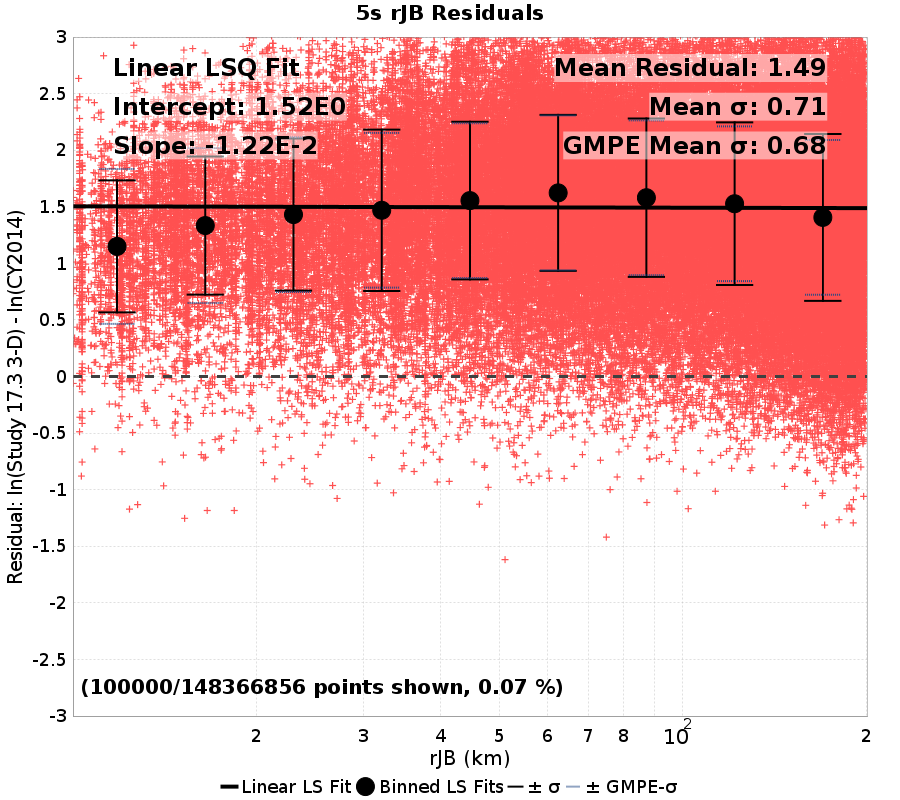 5s rJB Residuals
Residual: ln(Study 17.3 3-D) - ln(CY2014)
3
2.5
2
1.5
1
0.5
0
-0.5
-1
-1.5
-2
-2.5
-3
Linear LSQ Fit
Intercept: 1.52E0
Slope: -1.22E-2
Mean Residual: 1.49
Mean σ: 0.71
GMPE Mean σ: 0.68
(100000/148366856 points shown, 0.07 %)
2 3 4 5 6 7 8 10² 2
rJB (km)
Linear LS Fit Binned LS Fits ± σ ± GMPE-σ